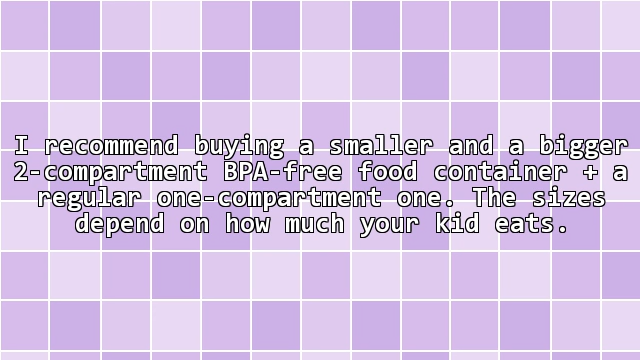 I recommend buying a smaller and a bigger
2-compartment BPA-free food container + a
regular one-compartment one. The sizes
depend on how much your kid eats.